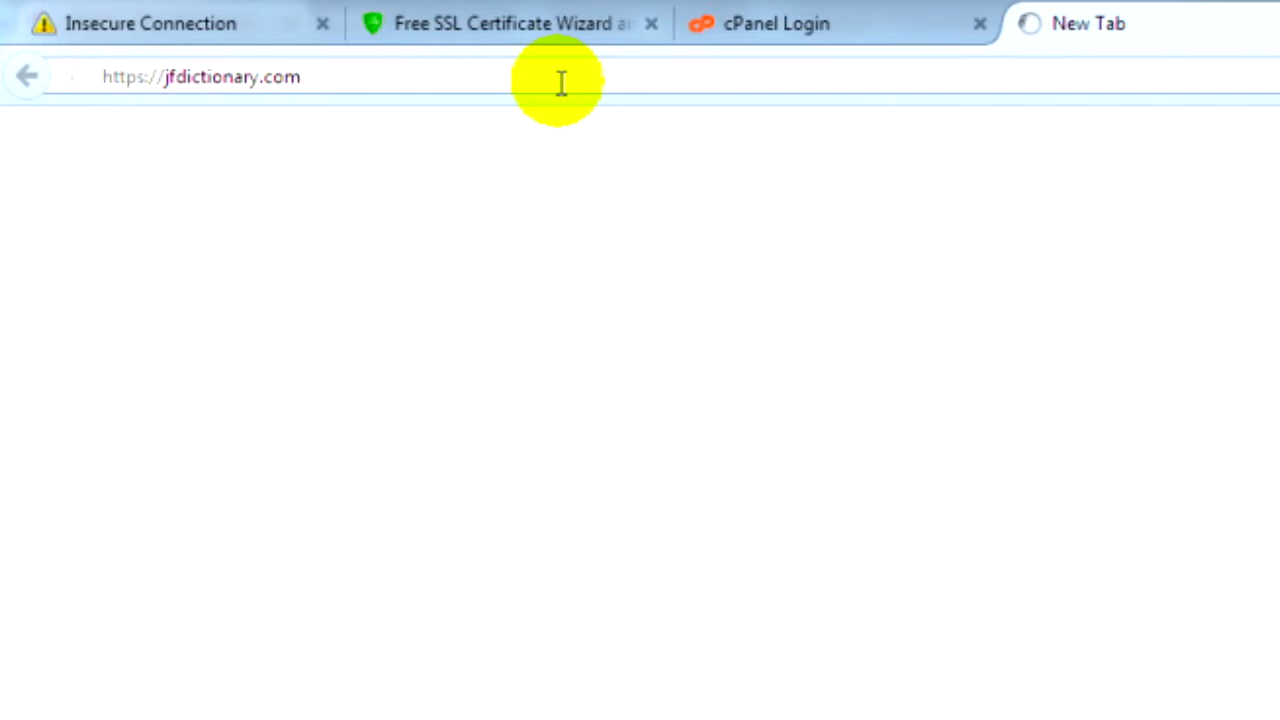 Insecure Connection
Free SSL Certificate Wizard a
cPanel Login
New Tab
https://jfdictionary.com